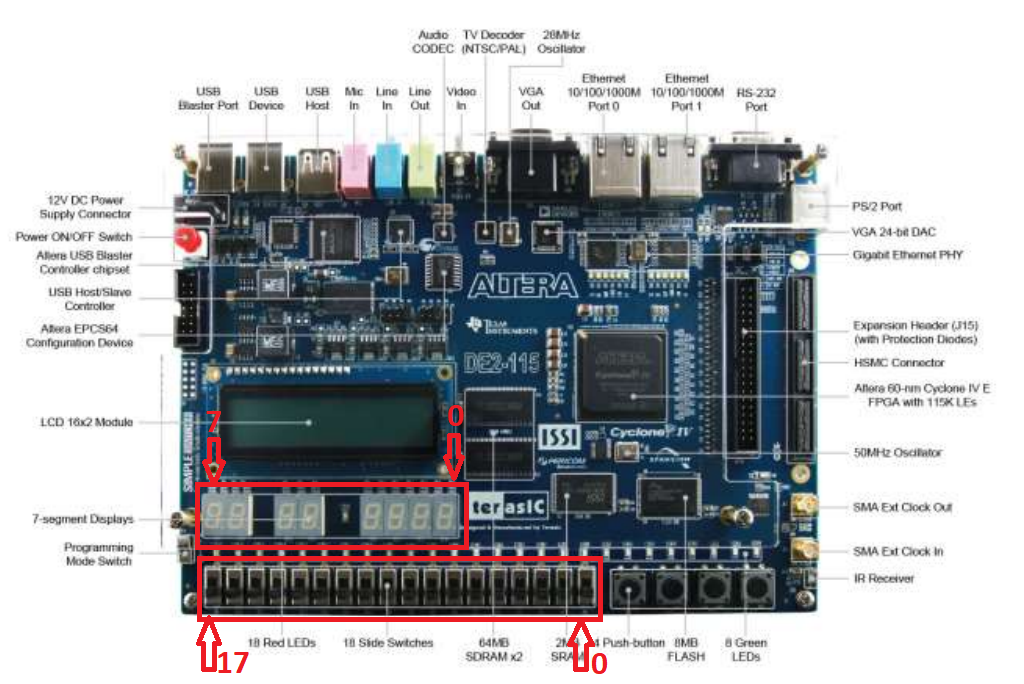 Audio
CODEC
TV Decoder
(NTSC/PAL)
28MHz
Oscillator
USB
Blaster Port
USB
Device
USB
Host
Mic
In
Line
In
Line
Out
Video
In
VGA
Out
Ethernet
10/100/1000M
Port 0
Ethernet
10/100/1000M
Port 1
RS-232
Port
12V DC Power
Supply Connector
Power ON/OFF Switch
Altera USB Blaster
Controller chipset
USB Host/Slave
Controller
Altera EPCS64
Configuration Device
LCD 16x2 Module
7-segment Displays
Programming
Mode Switch
PS/2 Port
VGA 24-bit DAC
Gigabit Ethernet PHY
Expansion Header (J15)
(with Protection Diodes)
HSMC Connector
Altera 60-nm Cyclone IV E
FPGA with 115K LEs
50MHz Oscillator
SMA Ext Clock Out
SMA Ext Clock In
IR Receiver
ALTERA
TEXAS
INSTRUMENTS
DE2-115
ISSI
Cyclone IV
terasIC
7
0
18 Red LEDs
18 Slide Switches
64MB
SDRAM x2
2MB
SRAM
4 Push-button
8MB
FLASH
8 Green
LEDs
17
0